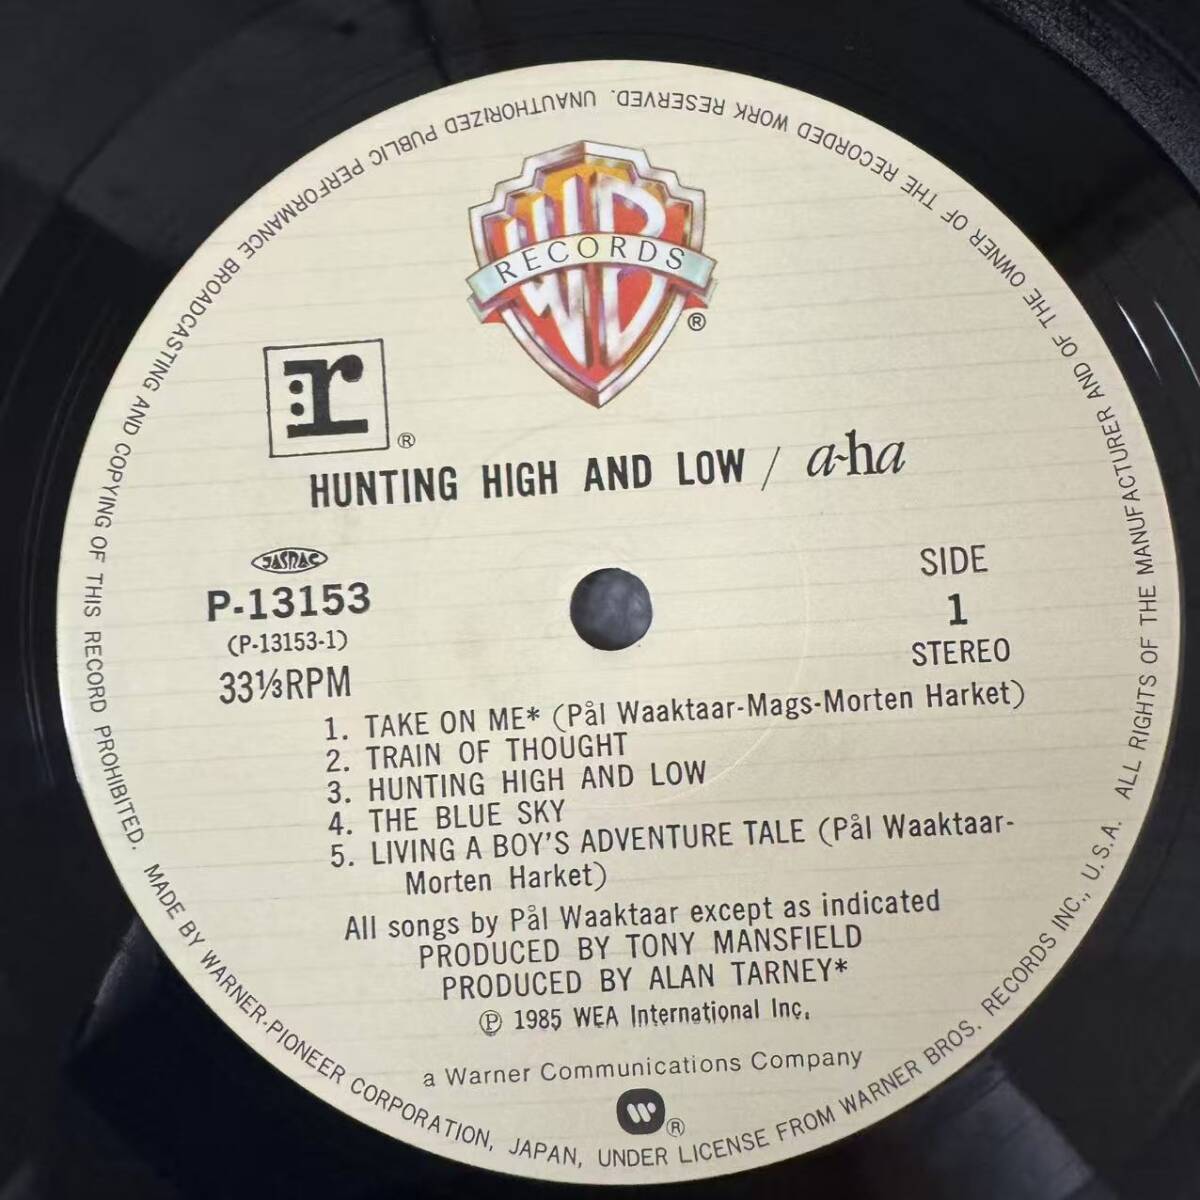 WB
RECORDS
®
r
®
HUNTING HIGH AND LOW / a-ha
JASRAC
P-13153
(P-13153-1)
33⅓RPM
SIDE
1
STEREO
1. TAKE ON ME* (Pål Waaktaar-Mags-Morten Harket)
2. TRAIN OF THOUGHT
3. HUNTING HIGH AND LOW
4. THE BLUE SKY
5. LIVING A BOY'S ADVENTURE TALE (Pål Waaktaar-
Morten Harket)
All songs by Pål Waaktaar except as indicated
PRODUCED BY TONY MANSFIELD
PRODUCED BY ALAN TARNEY*
Ⓟ 1985 WEA International Inc.
a Warner Communications Company
W
®
MADE BY WARNER-PIONEER CORPORATION, JAPAN, UNDER LICENSE FROM WARNER BROS. RECORDS INC., U.S.A. ALL RIGHTS OF THE MANUFACTURER AND OF THE OWNER OF THE RECORDED WORK RESERVED. UNAUTHORIZED PUBLIC PERFORMANCE BROADCASTING AND COPYING OF THIS RECORD PROHIBITED.